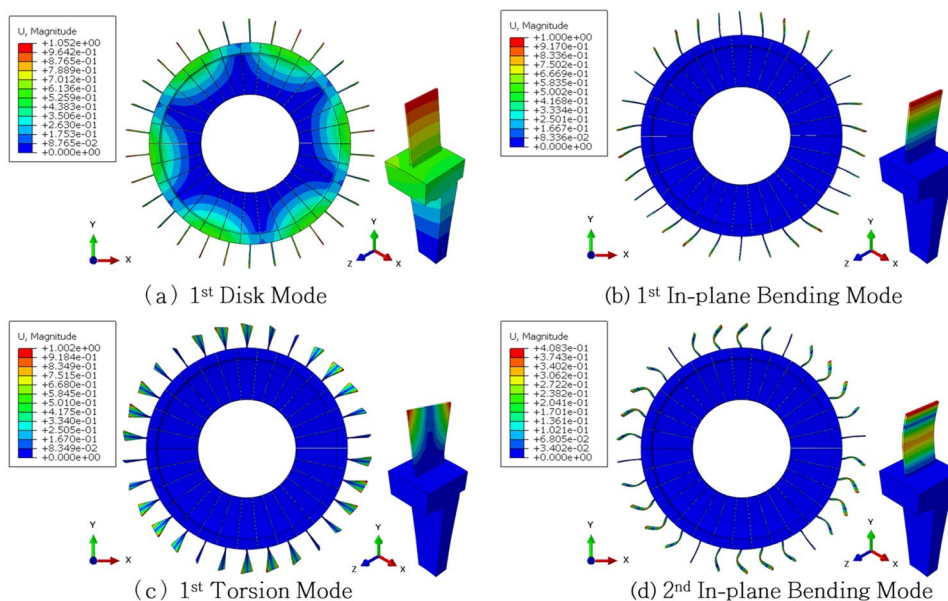 U, Magnitude
+1.052e+00
+9.642e-01
+8.765e-01
+7.889e-01
+7.012e-01
+6.136e-01
+5.259e-01
+4.383e-01
+3.506e-01
+2.630e-01
+1.753e-01
+8.765e-02
+0.000e+00
Y
X
Y
Z
X
(a) 1st Disk Mode
U, Magnitude
+1.000e+00
+9.170e-01
+8.336e-01
+7.502e-01
+6.669e-01
+5.835e-01
+5.002e-01
+4.168e-01
+3.334e-01
+2.501e-01
+1.667e-01
+8.336e-02
+0.000e+00
Y
X
Y
Z
X
(b) 1st In-plane Bending Mode
U, Magnitude
+1.002e+00
+9.184e-01
+8.349e-01
+7.515e-01
+6.680e-01
+5.845e-01
+5.010e-01
+4.175e-01
+3.340e-01
+2.505e-01
+1.670e-01
+8.349e-02
+0.000e+00
Y
X
Y
Z
X
(c) 1st Torsion Mode
U, Magnitude
+4.083e-01
+3.743e-01
+3.402e-01
+3.062e-01
+2.722e-01
+2.382e-01
+2.041e-01
+1.701e-01
+1.361e-01
+1.021e-01
+6.805e-02
+3.402e-02
+0.000e+00
Y
X
Y
Z
X
(d) 2nd In-plane Bending Mode